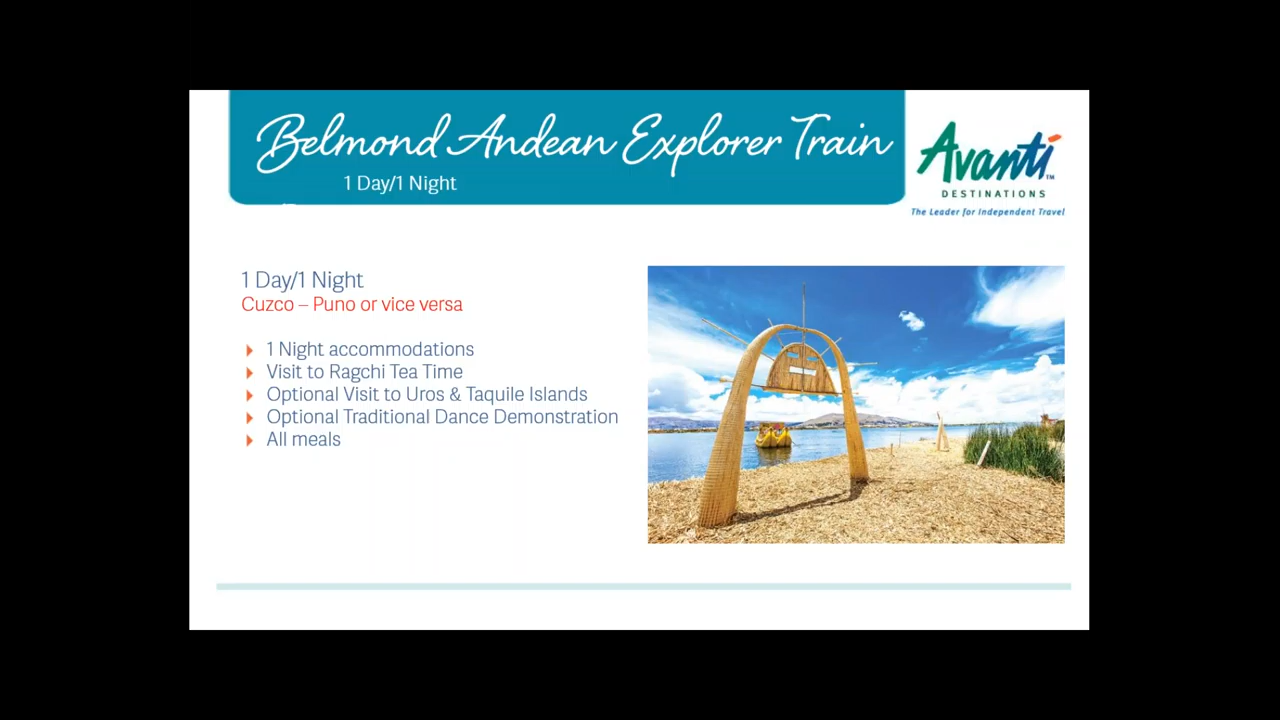 Belmond Andean Explorer Train
1 Day/1 Night
Avanti™
DESTINATIONS
The Leader for Independent Travel
1 Day/1 Night
Cuzco – Puno or vice versa
1 Night accommodations
Visit to Ragchi Tea Time
Optional Visit to Uros & Taquile Islands
Optional Traditional Dance Demonstration
All meals